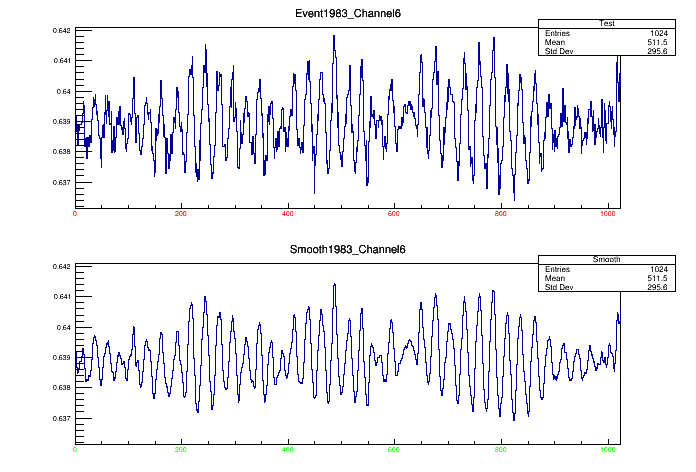 Event1983_Channel6
Test
Entries 1024
Mean 511.5
Std Dev 295.6
0.642
0.641
0.64
0.639
0.638
0.637
0 200 400 600 800 1000
Smooth1983_Channel6
Smooth
Entries 1024
Mean 511.5
Std Dev 295.6
0.642
0.641
0.64
0.639
0.638
0.637
0 200 400 600 800 1000